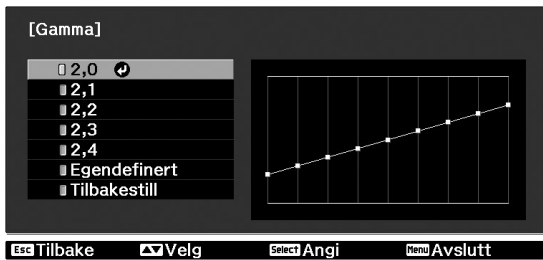 [Gamma]
2,0
2,1
2,2
2,3
2,4
Egendefinert
Tilbakestill
Esc Tilbake Velg Select Angi Menu Avslutt